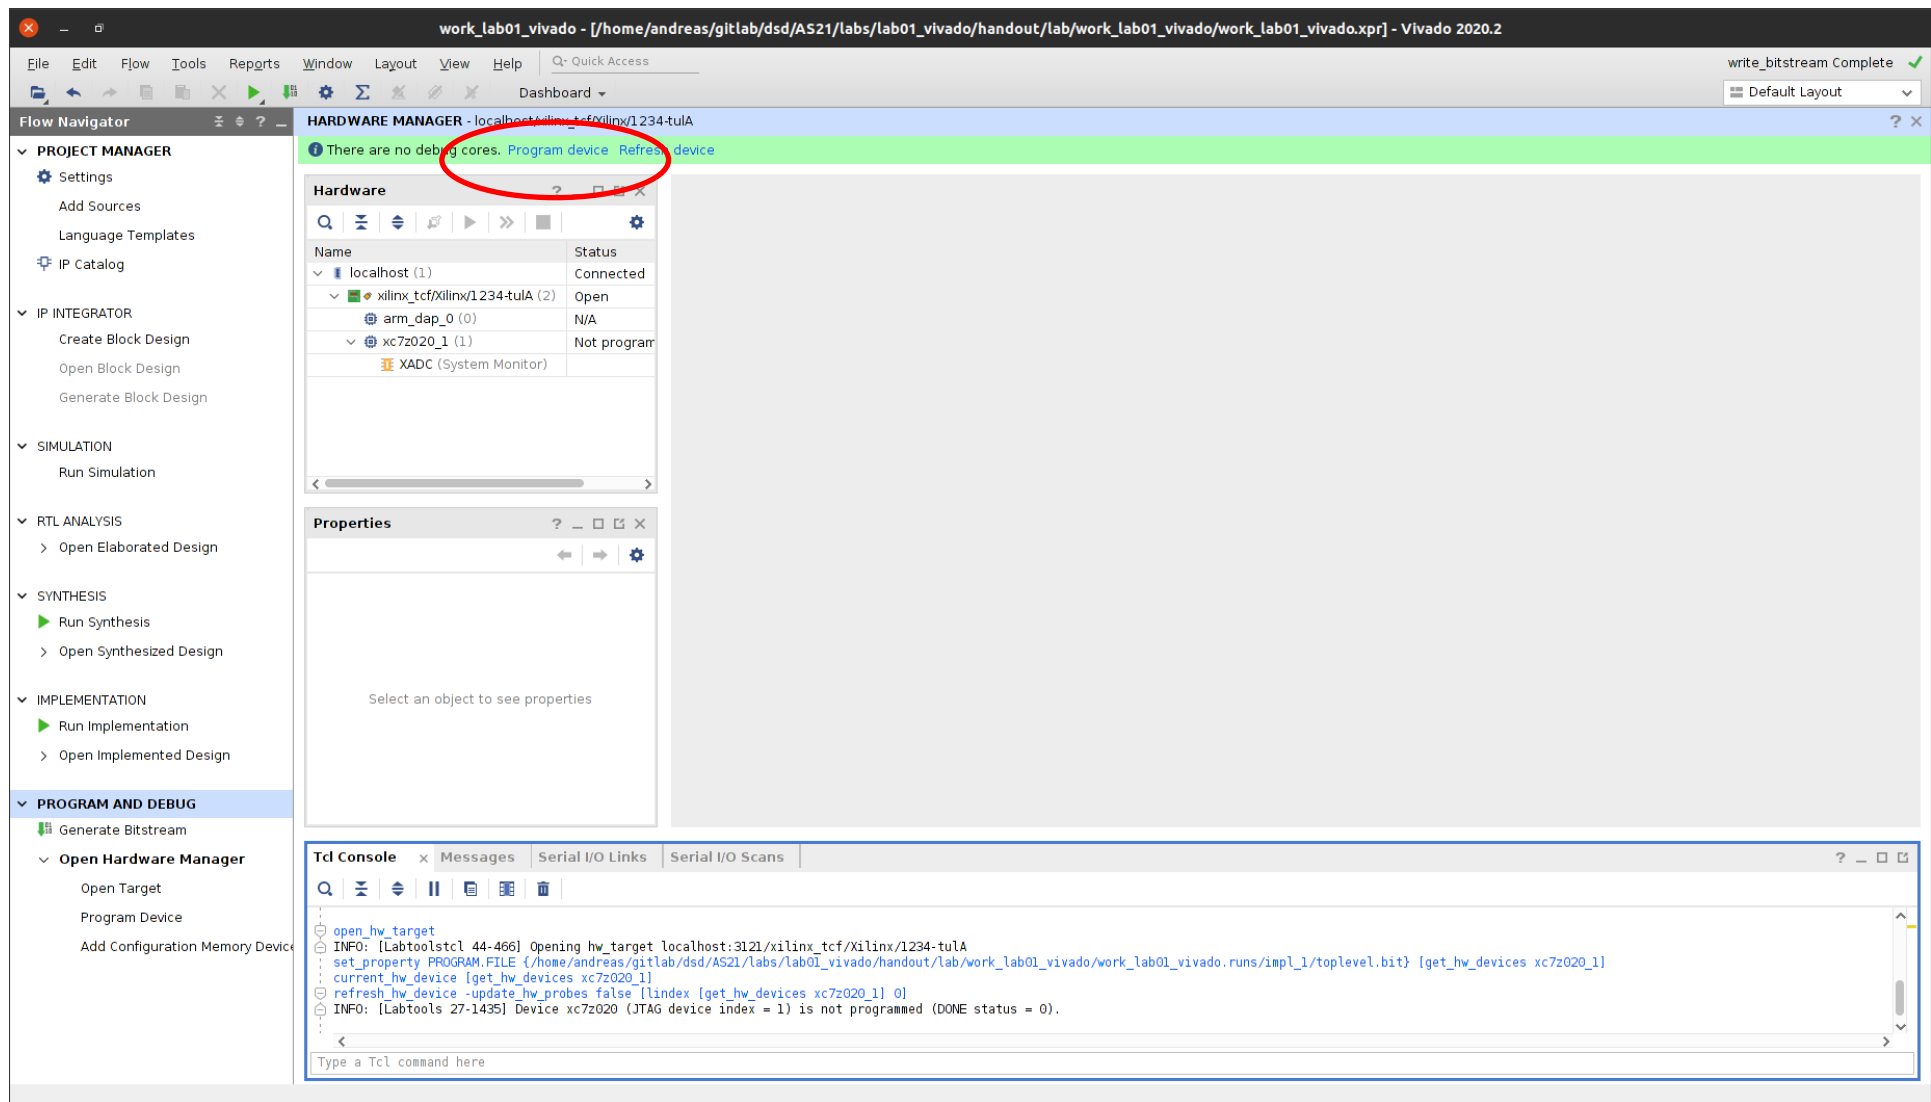 work_lab01_vivado - [/home/andreas/gitlab/dsd/AS21/labs/lab01_vivado/handout/lab/work_lab01_vivado/work_lab01_vivado.xpr] - Vivado 2020.2
File Edit Flow Tools Reports Window Layout View Help Quick Access
write_bitstream Complete
Dashboard
Default Layout
Flow Navigator
HARDWARE MANAGER - localhost/xilinx_tcf/Xilinx/1234-tulA
There are no debug cores. Program device Refresh device
PROJECT MANAGER
Settings
Add Sources
Language Templates
IP Catalog
IP INTEGRATOR
Create Block Design
Open Block Design
Generate Block Design
SIMULATION
Run Simulation
RTL ANALYSIS
Open Elaborated Design
SYNTHESIS
Run Synthesis
Open Synthesized Design
IMPLEMENTATION
Run Implementation
Open Implemented Design
PROGRAM AND DEBUG
Generate Bitstream
Open Hardware Manager
Open Target
Program Device
Add Configuration Memory Device
Hardware
Name Status
localhost (1) Connected
xilinx_tcf/Xilinx/1234-tulA (2) Open
arm_dap_0 (0) N/A
xc7z020_1 (1) Not program
XADC (System Monitor)
Properties
Select an object to see properties
Tcl Console Messages Serial I/O Links Serial I/O Scans
open_hw_target
INFO: [Labtoolstcl 44-466] Opening hw_target localhost:3121/xilinx_tcf/Xilinx/1234-tulA
set_property PROGRAM.FILE {/home/andreas/gitlab/dsd/AS21/labs/lab01_vivado/handout/lab/work_lab01_vivado/work_lab01_vivado.runs/impl_1/toplevel.bit} [get_hw_devices xc7z020_1]
current_hw_device [get_hw_devices xc7z020_1]
refresh_hw_device -update_hw_probes false [lindex [get_hw_devices xc7z020_1] 0]
INFO: [Labtools 27-1435] Device xc7z020 (JTAG device index = 1) is not programmed (DONE status = 0).
Type a Tcl command here